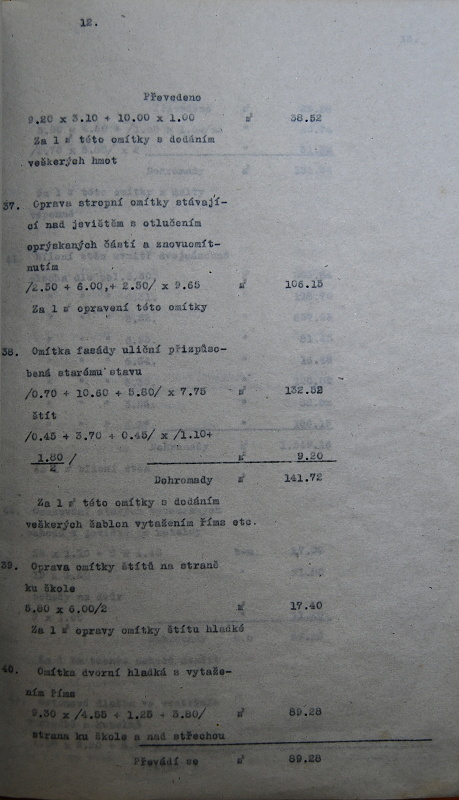 12.
Převedeno
9.20 x 3.10 + 10.00 x 1.00 m² 38.52
Za 1 m² této omítky s dodáním
veškerých hmot
37. Oprava stropní omítky stávají-
cí nad jevištěm s otlučením
oprýskaných částí a znovuomít-
nutím
/2.50 + 6.00,+ 2.50/ x 9.65 m² 106.15
Za 1 m² opravení této omítky
38. Omítka fasády uliční přispůso-
bená starému stavu
/0.70 + 10.60 + 5.80/ x 7.75 m² 132.52
štít
/0.45 + 3.70 + 0.45/ x /1.10+
1.80/2 / m² 9.20
Dohromady m² 141.72
Za 1 m² této omítky s dodáním
veškerých šablon vytažením říms etc.
39. Oprava omítky štítů na straně
ku škole
5.80 x 6.00/2 m² 17.40
Za 1 m² opravy omítky štítu hladké
40. Omítka dvorní hladká s vytaže-
ním říms
9.30 x /4.55 + 1.25 + 3.80/ m² 89.28
strana ku škole a nad střechou
Převádí se m² 89.28